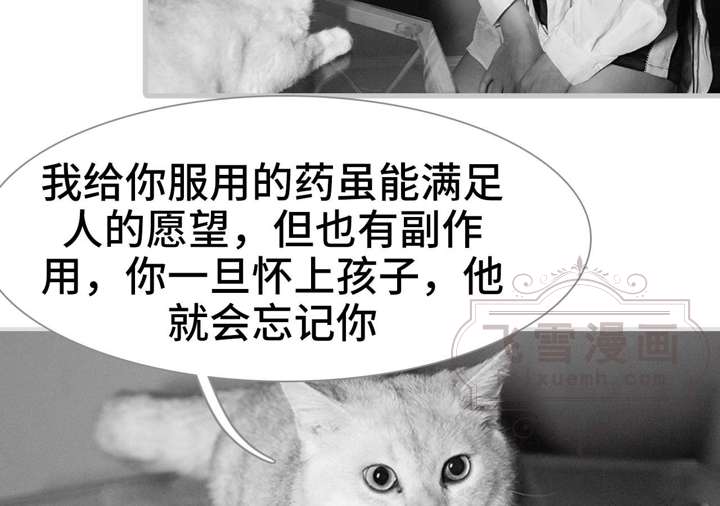 我给你服用的药虽能满足
人的愿望，但也有副作
用，你一旦怀上孩子，他
就会忘记你
飞雪漫画